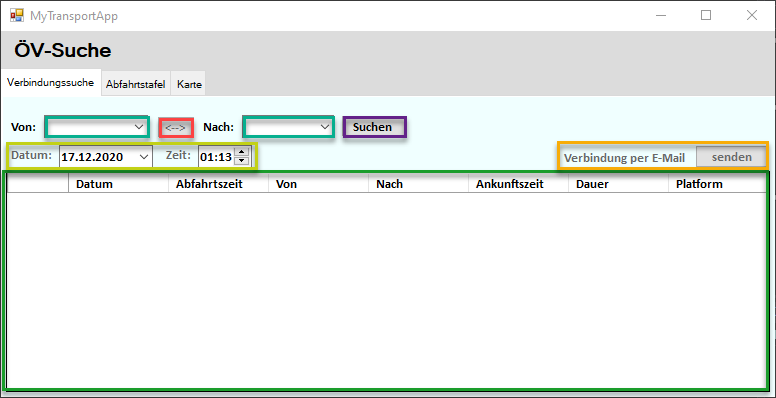 MyTransportApp
ÖV-Suche
Verbindungssuche Abfahrtstafel Karte
Von: <--> Nach: Suchen
Datum: 17.12.2020 Zeit: 01:13 Verbindung per E-Mail senden
Datum Abfahrtszeit Von Nach Ankunftszeit Dauer Platform